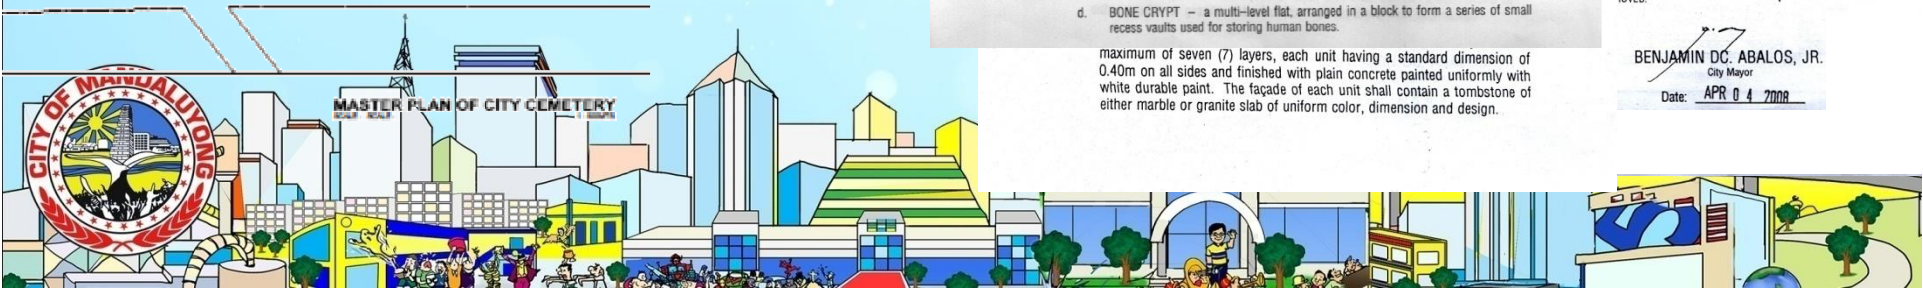 CITY OF MANDALUYONG
MASTER PLAN OF CITY CEMETERY
d. BONE CRYPT – a multi–level flat, arranged in a block to form a series of small
recess vaults used for storing human bones.
maximum of seven (7) layers, each unit having a standard dimension of
0.40m on all sides and finished with plain concrete painted uniformly with
white durable paint. The façade of each unit shall contain a tombstone of
either marble or granite slab of uniform color, dimension and design.
BENJAMIN DC. ABALOS, JR.
City Mayor
Date: APR 04 2008